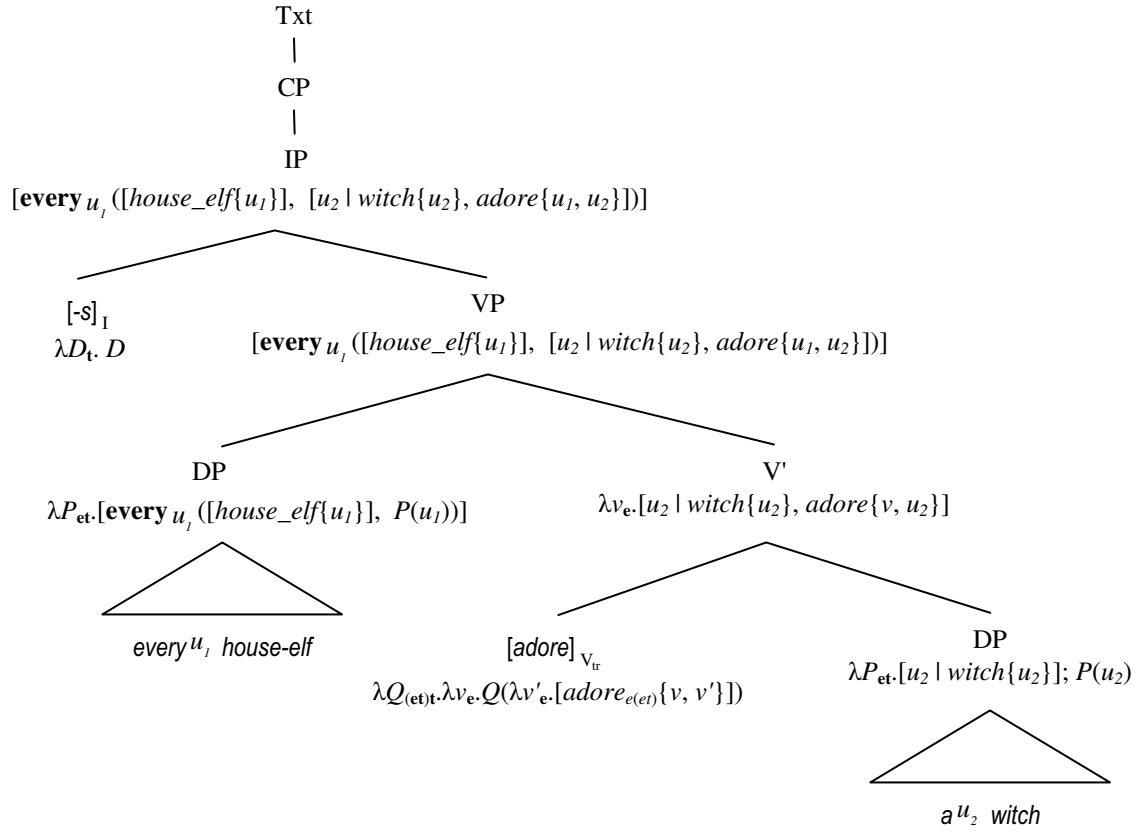 Txt
CP
IP
[every u₁ ([house_elf{u₁}], [u₂ | witch{u₂}, adore{u₁, u₂}])]
[-s] I
VP
λDₜ. D
[every u₁ ([house_elf{u₁}], [u₂ | witch{u₂}, adore{u₁, u₂}])]
DP
V'
λPₑₜ.[every u₁ ([house_elf{u₁}], P(u₁))]
λvₑ.[u₂ | witch{u₂}, adore{v, u₂}]
every u₁ house-elf
[adore] Vtr
DP
λQ₍ₑₜ₎ₜ.λvₑ.Q(λv'ₑ.[adoreₑ₍ₑₜ₎{v, v'}])
λPₑₜ.[u₂ | witch{u₂}]; P(u₂)
a u₂ witch